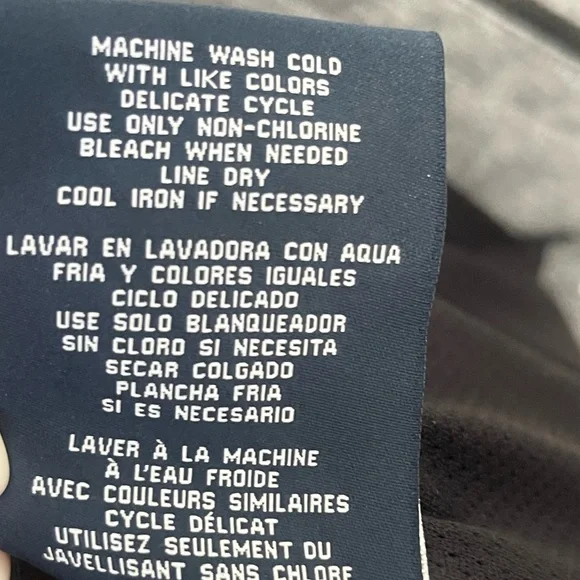 MACHINE WASH COLD
WITH LIKE COLORS
DELICATE CYCLE
USE ONLY NON-CHLORINE
BLEACH WHEN NEEDED
LINE DRY
COOL IRON IF NECESSARY
LAVAR EN LAVADORA CON AQUA
FRIA Y COLORES IGUALES
CICLO DELICADO
USE SOLO BLANQUEADOR
SIN CLORO SI NECESITA
SECAR COLGADO
PLANCHA FRIA
SI ES NECESARIO
LAVER À LA MACHINE
À L'EAU FROIDE
AVEC COULEURS SIMILAIRES
CYCLE DÉLICAT
UTILISEZ SEULEMENT DU
JAVELLISANT SANS CHLORE